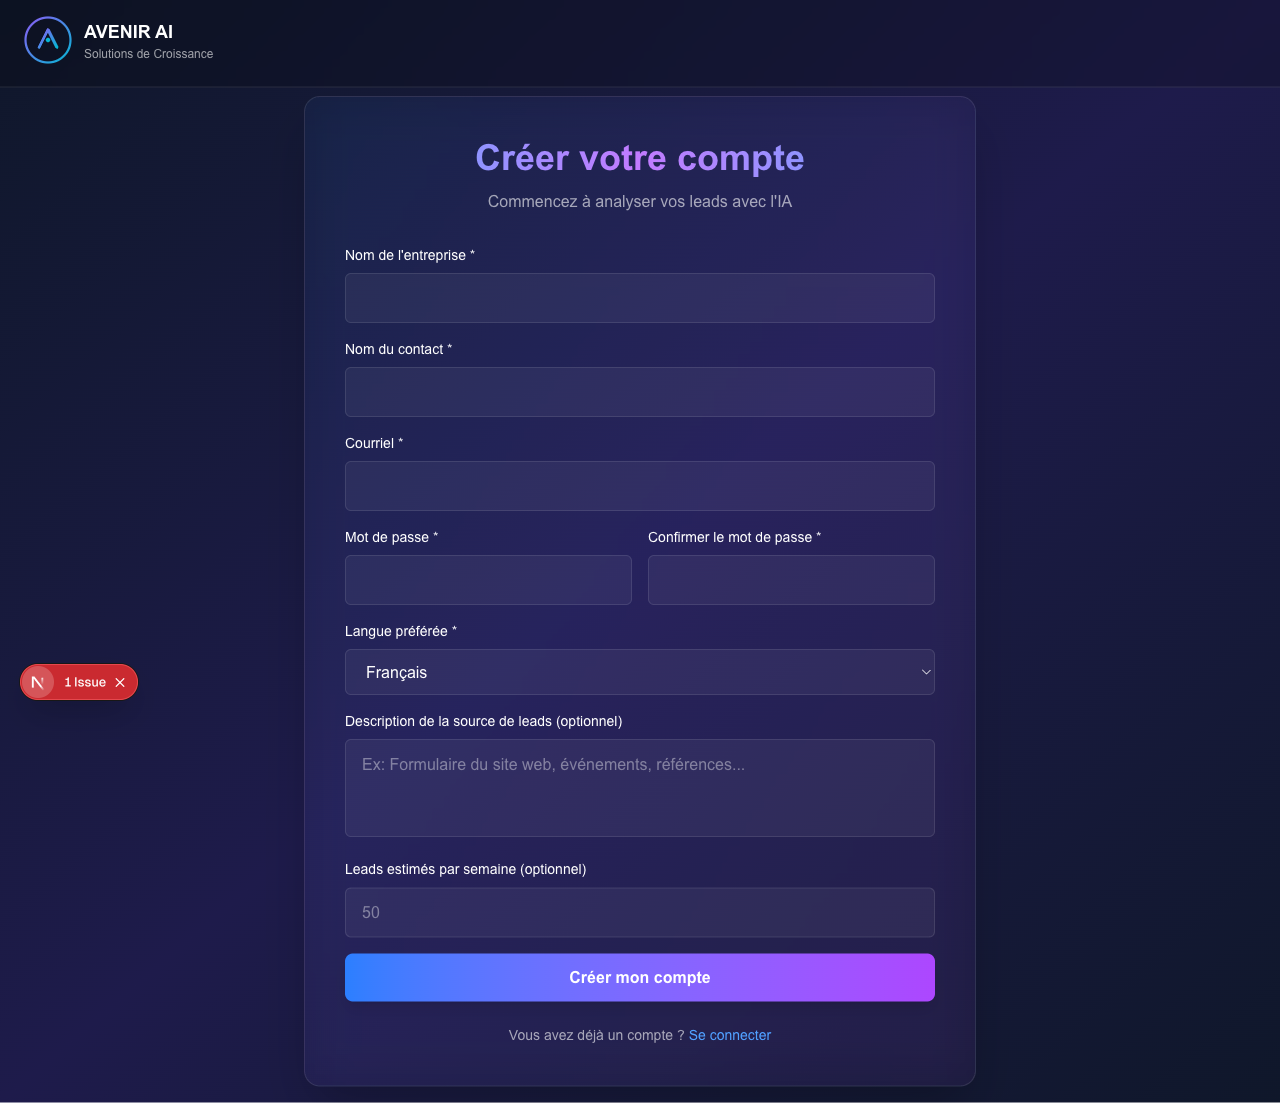 AVENIR AI
Solutions de Croissance
Créer votre compte
Commencez à analyser vos leads avec l'IA
Nom de l'entreprise *
Nom du contact *
Courriel *
Mot de passe * Confirmer le mot de passe *
Langue préférée *
Français
1 Issue
Description de la source de leads (optionnel)
Ex: Formulaire du site web, événements, références...
Leads estimés par semaine (optionnel)
50
Créer mon compte
Vous avez déjà un compte ? Se connecter